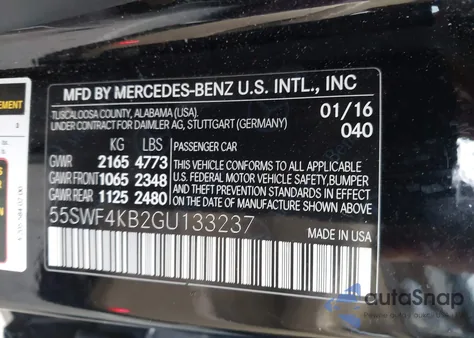 MFD BY MERCEDES-BENZ U.S. INTL., INC
TUSCALOOSA COUNTY, ALABAMA (USA). 01/16
UNDER CONTRACT FOR DAIMLER AG, STUTTGART (GERMANY) 040
KG LBS PASSENGER CAR
GVWR 2165 4773 THIS VEHICLE CONFORMS TO ALL APPLICABLE
GAWR FRONT 1065 2348 U.S. FEDERAL MOTOR VEHICLE SAFETY,BUMPER
GAWR REAR 1125 2480 AND THEFT PREVENTION STANDARDS IN EFFECT
ON THE DATE OF MANUFACTURE SHOWN ABOVE.
55SWF4KB2GU133237
MADE IN USA
autoSnap